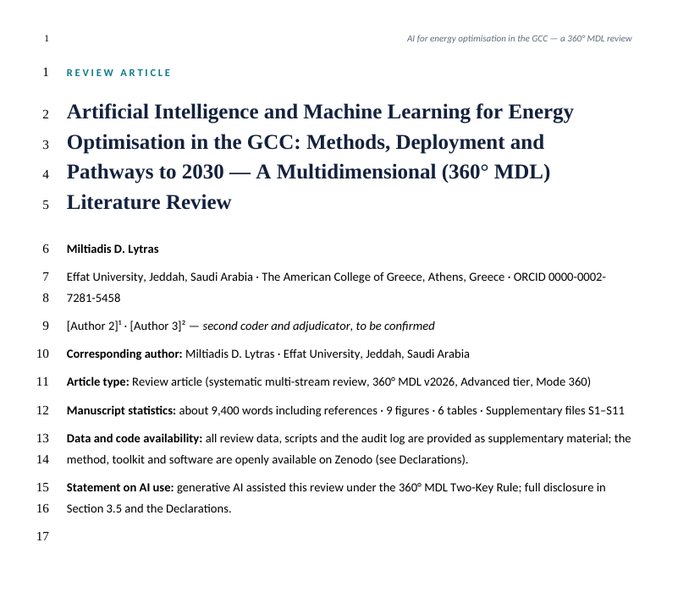 1 AI for energy optimisation in the GCC — a 360° MDL review
1 REVIEW ARTICLE
2 Artificial Intelligence and Machine Learning for Energy
3 Optimisation in the GCC: Methods, Deployment and
4 Pathways to 2030 — A Multidimensional (360° MDL)
5 Literature Review
6 Miltiadis D. Lytras
7 Effat University, Jeddah, Saudi Arabia · The American College of Greece, Athens, Greece · ORCID 0000-0002-
8 7281-5458
9 [Author 2]¹ · [Author 3]² — second coder and adjudicator, to be confirmed
10 Corresponding author: Miltiadis D. Lytras · Effat University, Jeddah, Saudi Arabia
11 Article type: Review article (systematic multi-stream review, 360° MDL v2026, Advanced tier, Mode 360)
12 Manuscript statistics: about 9,400 words including references · 9 figures · 6 tables · Supplementary files S1–S11
13 Data and code availability: all review data, scripts and the audit log are provided as supplementary material; the
14 method, toolkit and software are openly available on Zenodo (see Declarations).
15 Statement on AI use: generative AI assisted this review under the 360° MDL Two-Key Rule; full disclosure in
16 Section 3.5 and the Declarations.
17